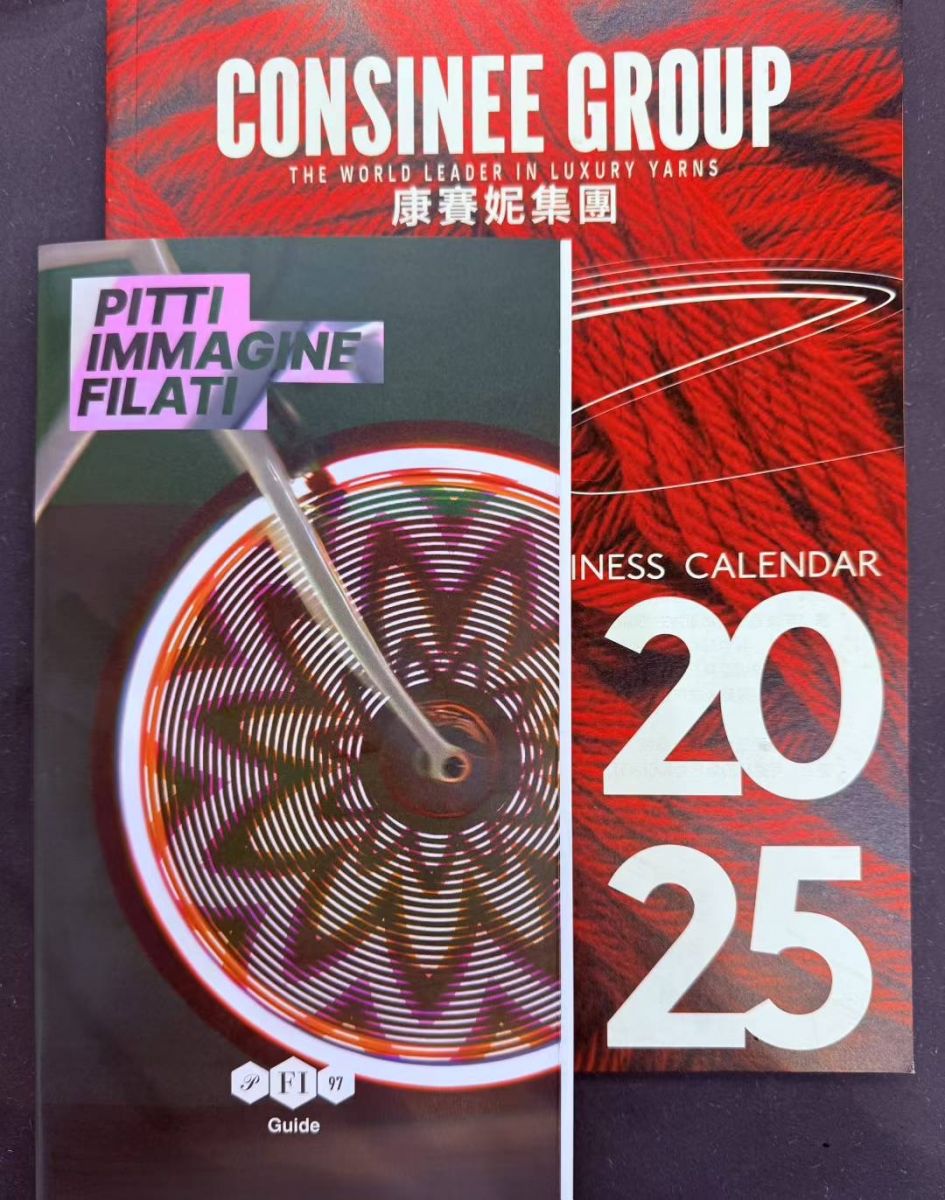 CONSINEE GROUP
THE WORLD LEADER IN LUXURY YARNS
康賽妮集團
PITTI
IMMAGINE
FILATI
INESS CALENDAR
20
25
P FI 97
Guide